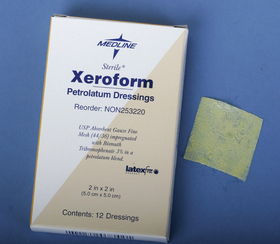 MEDLINE
Sterile*
Xeroform
Petrolatum Dressings
Reorder: NON253220
USP Absorbent Gauze Fine
Mesh (44/36) impregnated
with Bismuth
Tribromophenate 3% in a
petrolatum blend.
latex free
2 in x 2 in
(5.0 cm x 5.0 cm)
Contents: 12 Dressings